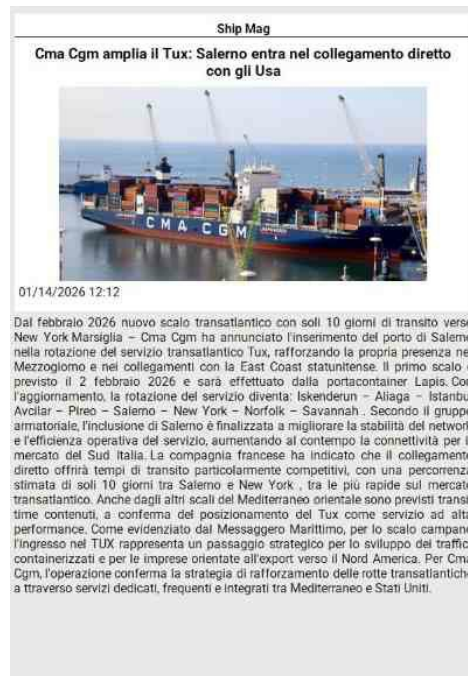 Ship Mag
Cma Cgm amplia il Tux: Salerno entra nel collegamento diretto
con gli Usa
CMA CGM
01/14/2026 12:12
Dal febbraio 2026 nuovo scalo transatlantico con soli 10 giorni di transito verso
New York Marsiglia – Cma Cgm ha annunciato l'inserimento del porto di Salerno
nella rotazione del servizio transatlantico Tux, rafforzando la propria presenza nel
Mezzogiorno e nei collegamenti con la East Coast statunitense. Il primo scalo è
previsto il 2 febbraio 2026 e sarà effettuato dalla portacontainer Lapis. Con
l'aggiornamento, la rotazione del servizio diventa: Iskenderun – Aliaga – Istanbul
Avcilar – Pireo – Salerno – New York – Norfolk – Savannah . Secondo il gruppo
armatoriale, l'inclusione di Salerno è finalizzata a migliorare la stabilità del network
e l'efficienza operativa del servizio, aumentando al contempo la connettività per il
mercato del Sud Italia. La compagnia francese ha indicato che il collegamento
diretto offrirà tempi di transito particolarmente competitivi, con una percorrenza
stimata di soli 10 giorni tra Salerno e New York , tra le più rapide sul mercato
transatlantico. Anche dagli altri scali del Mediterraneo orientale sono previsti transit
time contenuti, a conferma del posizionamento del Tux come servizio ad alta
performance. Come evidenziato dal Messaggero Marittimo, per lo scalo campano
l'ingresso nel TUX rappresenta un passaggio strategico per lo sviluppo dei traffici
containerizzati e per le imprese orientate all'export verso il Nord America. Per Cma
Cgm, l'operazione conferma la strategia di rafforzamento delle rotte transatlantiche
a ttraverso servizi dedicati, frequenti e integrati tra Mediterraneo e Stati Uniti.